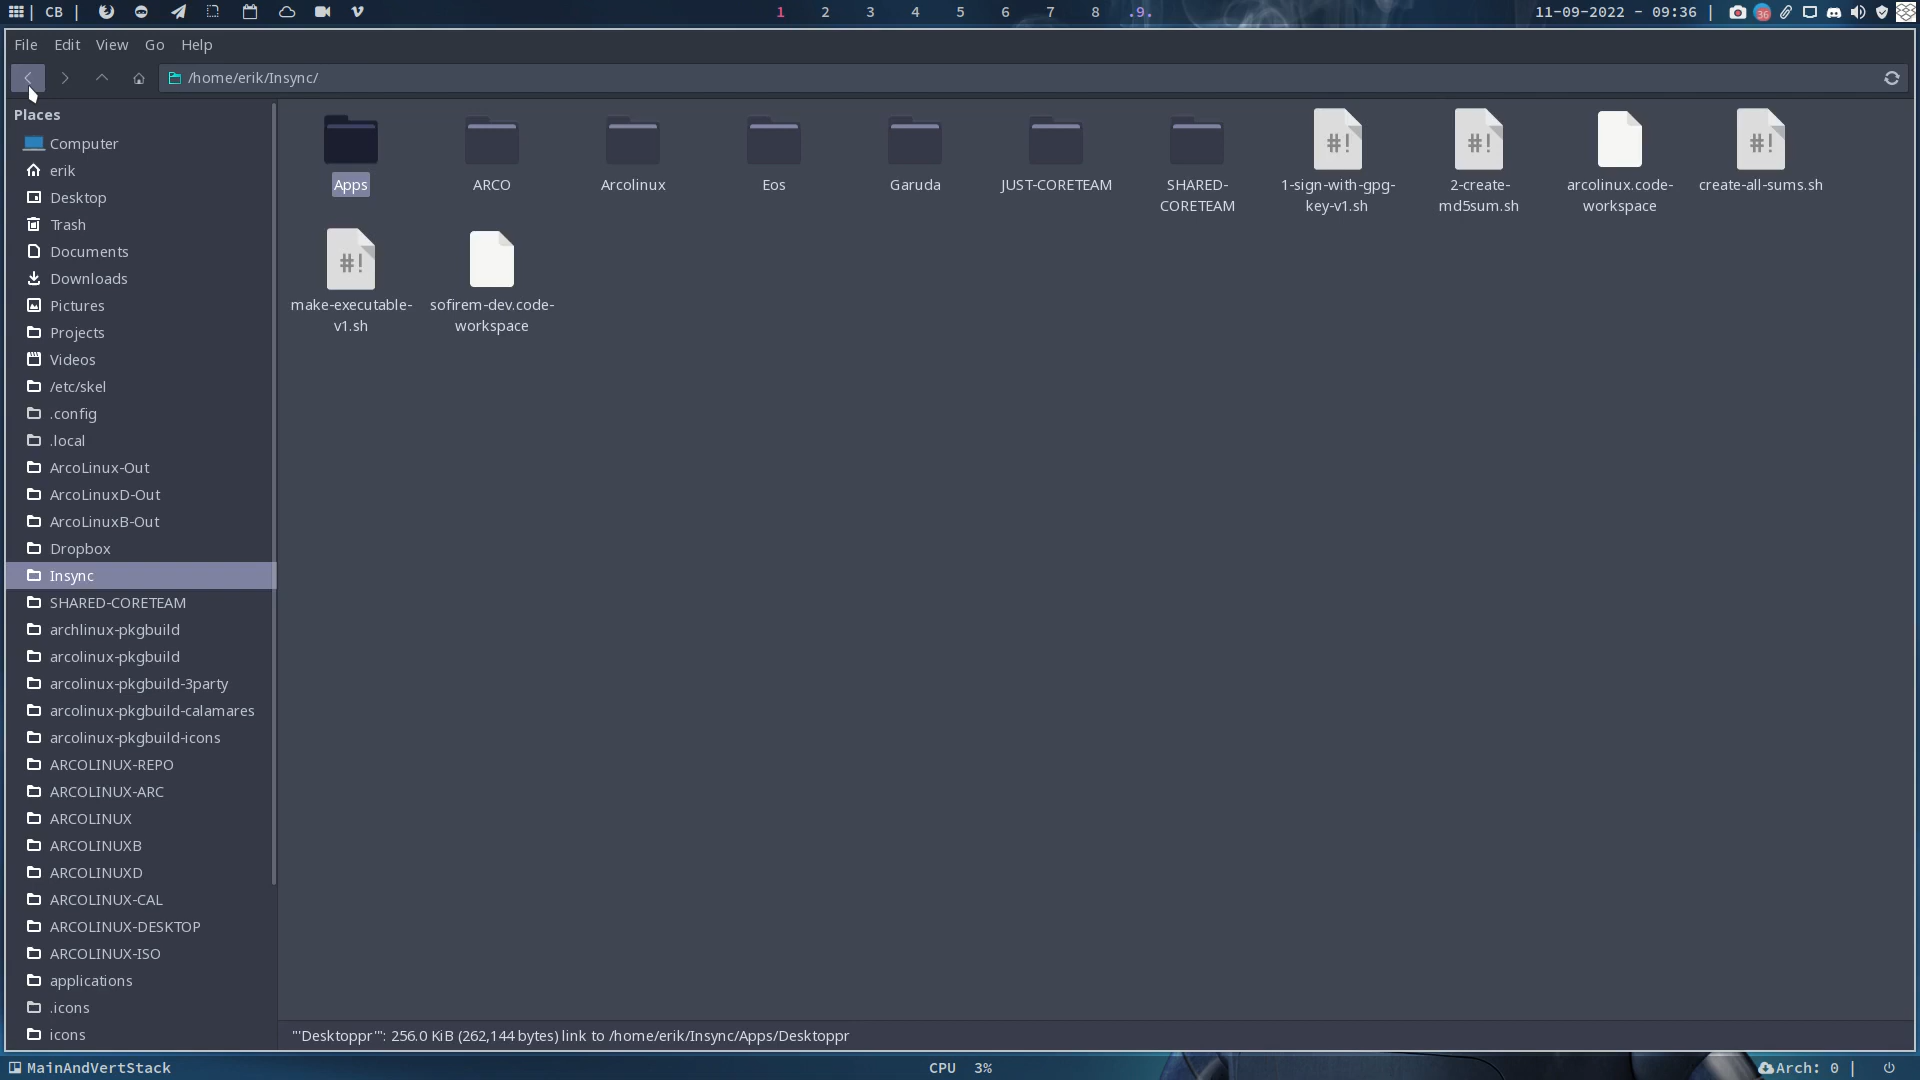 | CB |
1 2 3 4 5 6 7 8 .9.
11-09-2022 - 09:36 | 36
File Edit View Go Help
/home/erik/Insync/
Places
Computer
erik
Desktop
Trash
Documents
Downloads
Pictures
Projects
Videos
/etc/skel
.config
.local
ArcoLinux-Out
ArcoLinuxD-Out
ArcoLinuxB-Out
Dropbox
Insync
SHARED-CORETEAM
archlinux-pkgbuild
arcolinux-pkgbuild
arcolinux-pkgbuild-3party
arcolinux-pkgbuild-calamares
arcolinux-pkgbuild-icons
ARCOLINUX-REPO
ARCOLINUX-ARC
ARCOLINUX
ARCOLINUXB
ARCOLINUXD
ARCOLINUX-CAL
ARCOLINUX-DESKTOP
ARCOLINUX-ISO
applications
.icons
icons
#! #! #!
Apps ARCO Arcolinux Eos Garuda JUST-CORETEAM SHARED- 1-sign-with-gpg- 2-create- arcolinux.code- create-all-sums.sh
CORETEAM key-v1.sh md5sum.sh workspace
#!
make-executable- sofirem-dev.code-
v1.sh workspace
"'Desktoppr'": 256.0 KiB (262,144 bytes) link to /home/erik/Insync/Apps/Desktoppr
MainAndVertStack CPU 3% Arch: 0 |